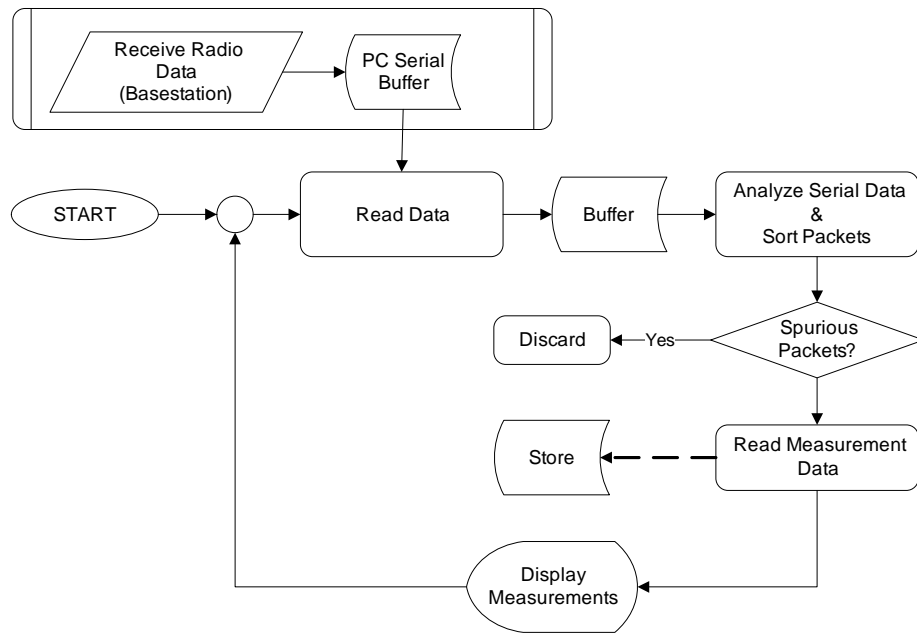 Receive Radio
Data
(Basestation)
PC Serial
Buffer
START
Read Data
Buffer
Analyze Serial Data
&
Sort Packets
Spurious
Packets?
Yes
Discard
Read Measurement
Data
Store
Display
Measurements